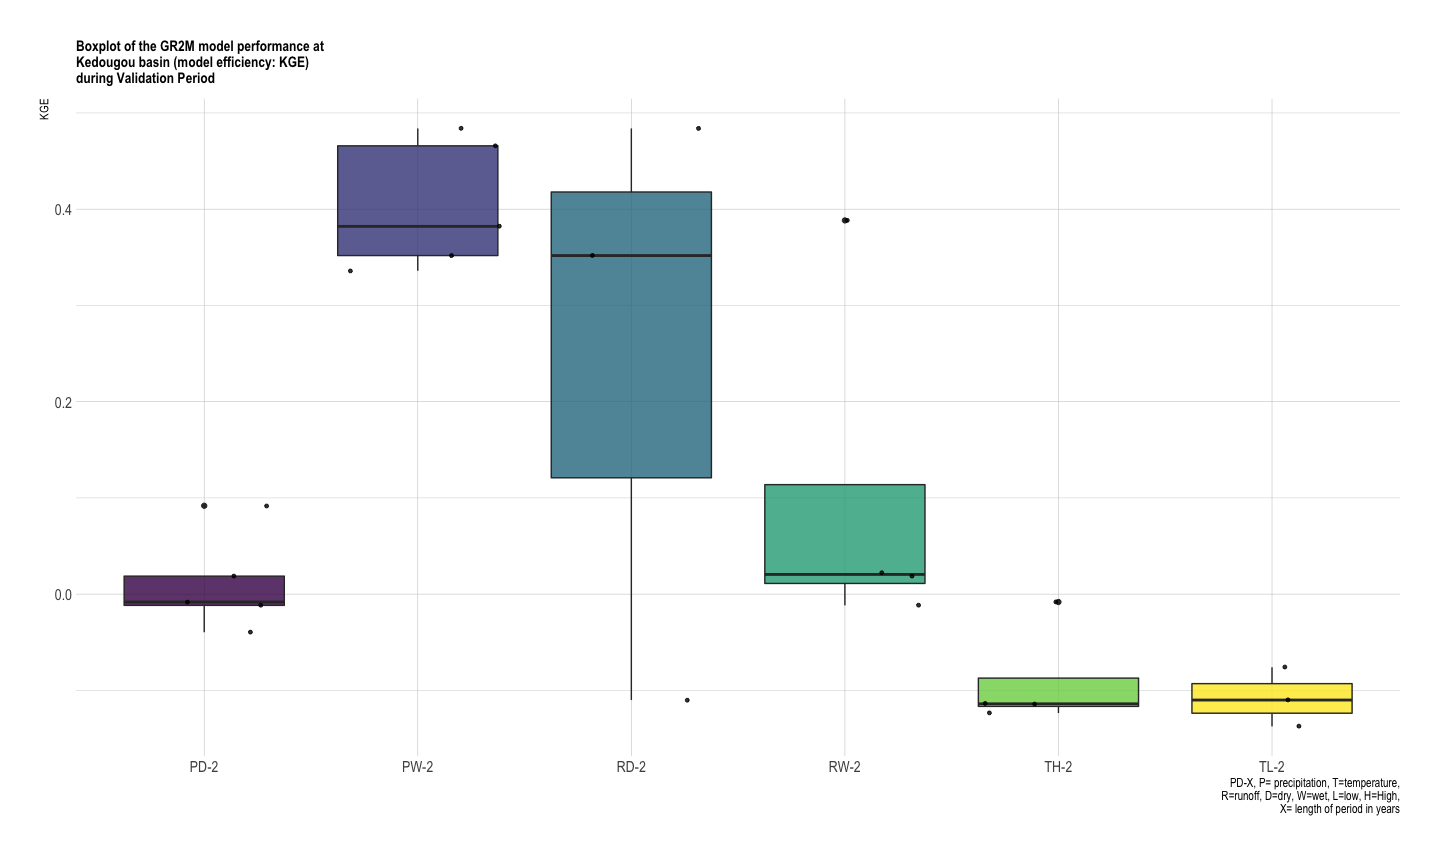 Boxplot of the GR2M model performance at
Kedougou basin (model efficiency: KGE)
during Validation Period
KGE
0.4
0.2
0.0
PD-2 PW-2 RD-2 RW-2 TH-2 TL-2
PD-X, P= precipitation, T=temperature,
R=runoff, D=dry, W=wet, L=low, H=High,
X= length of period in years